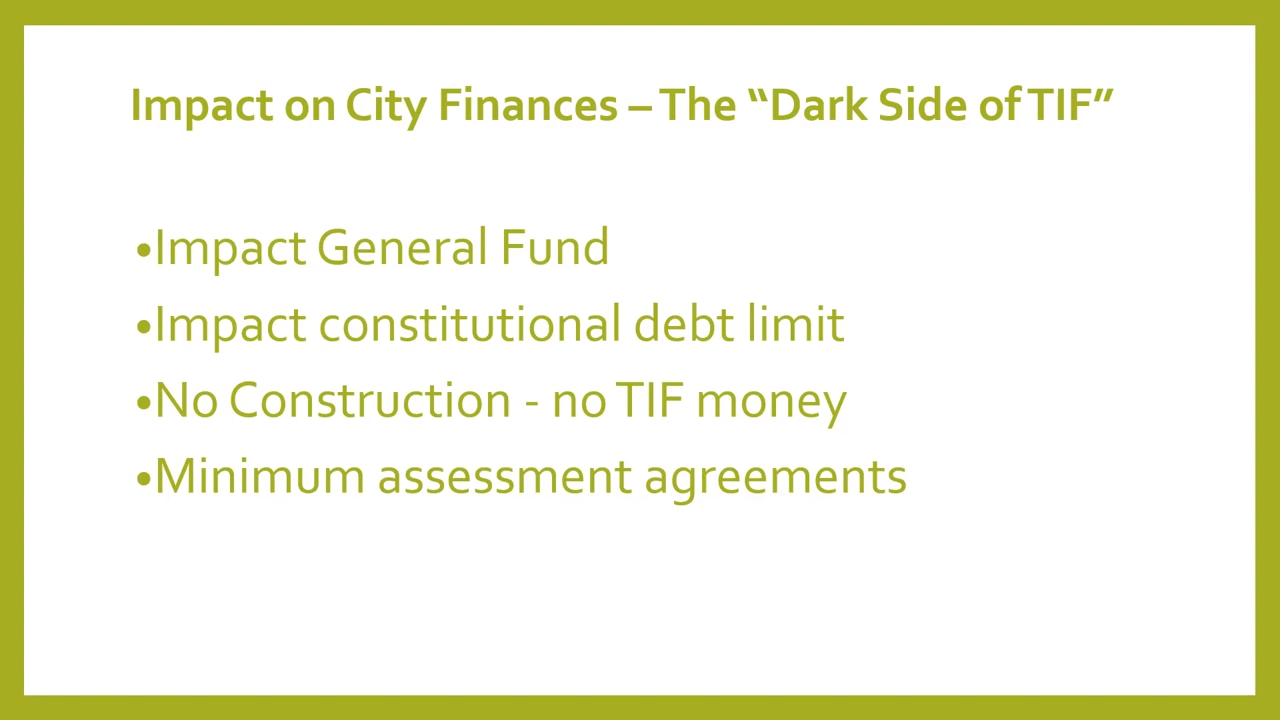 Impact on City Finances – The “Dark Side of TIF”
•Impact General Fund
•Impact constitutional debt limit
•No Construction - no TIF money
•Minimum assessment agreements